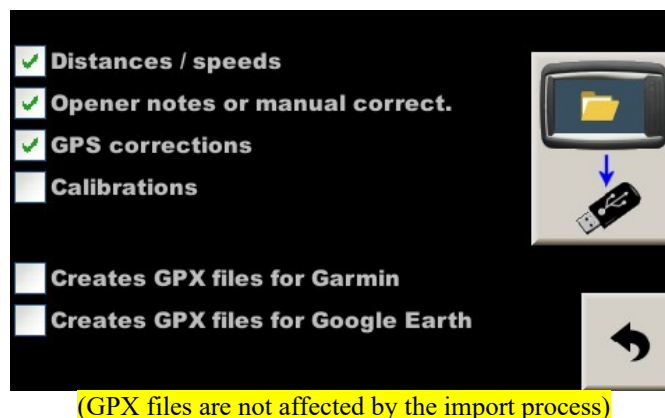 Distances / speeds
Opener notes or manual correct.
GPS corrections
Calibrations
Creates GPX files for Garmin
Creates GPX files for Google Earth
(GPX files are not affected by the import process)